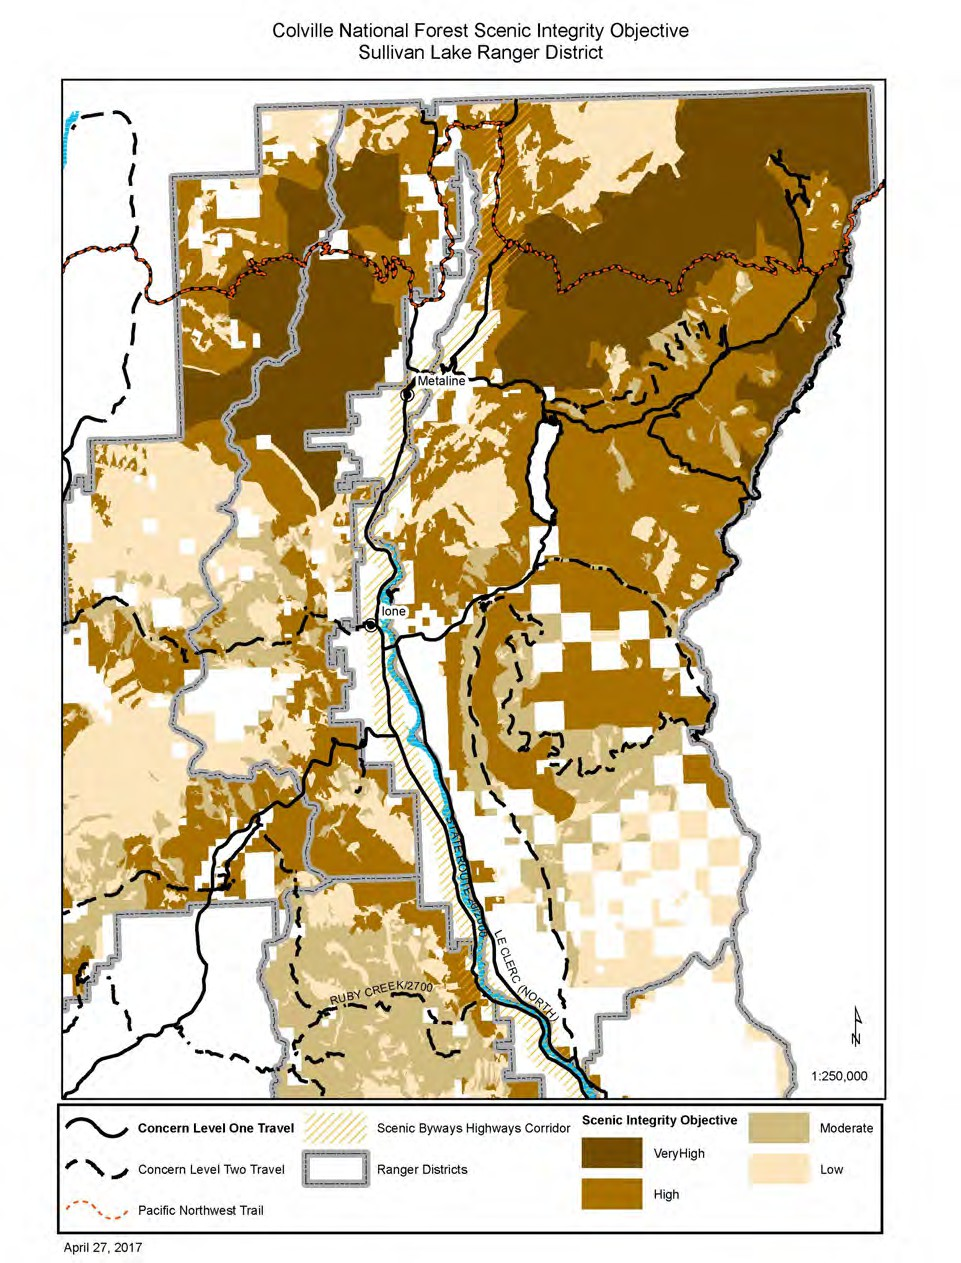 Colville National Forest Scenic Integrity Objective
Sullivan Lake Ranger District
Metaline
Ione
STATE ROUTE
LE CLERC (NORTH)
RUBY CREEK/2700
N
1:250,000
Concern Level One Travel
Concern Level Two Travel
Pacific Northwest Trail
Scenic Byways Highways Corridor
Ranger Districts
Scenic Integrity Objective
VeryHigh
High
Moderate
Low
April 27, 2017